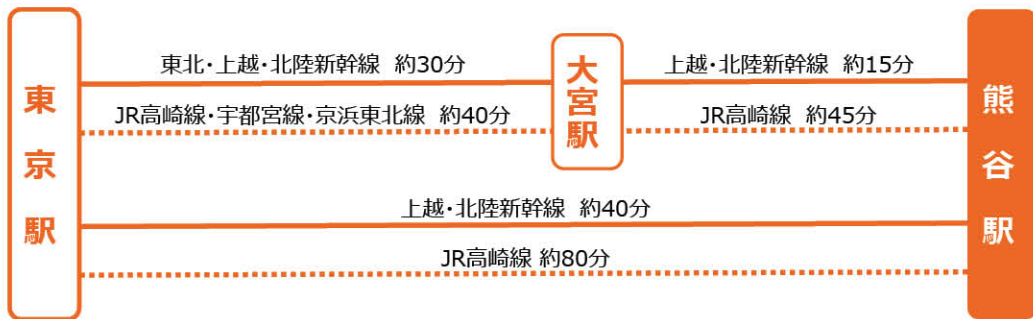 東京駅
東北・上越・北陸新幹線 約30分
JR高崎線・宇都宮線・京浜東北線 約40分
大宮駅
上越・北陸新幹線 約15分
JR高崎線 約45分
上越・北陸新幹線 約40分
JR高崎線 約80分
熊谷駅